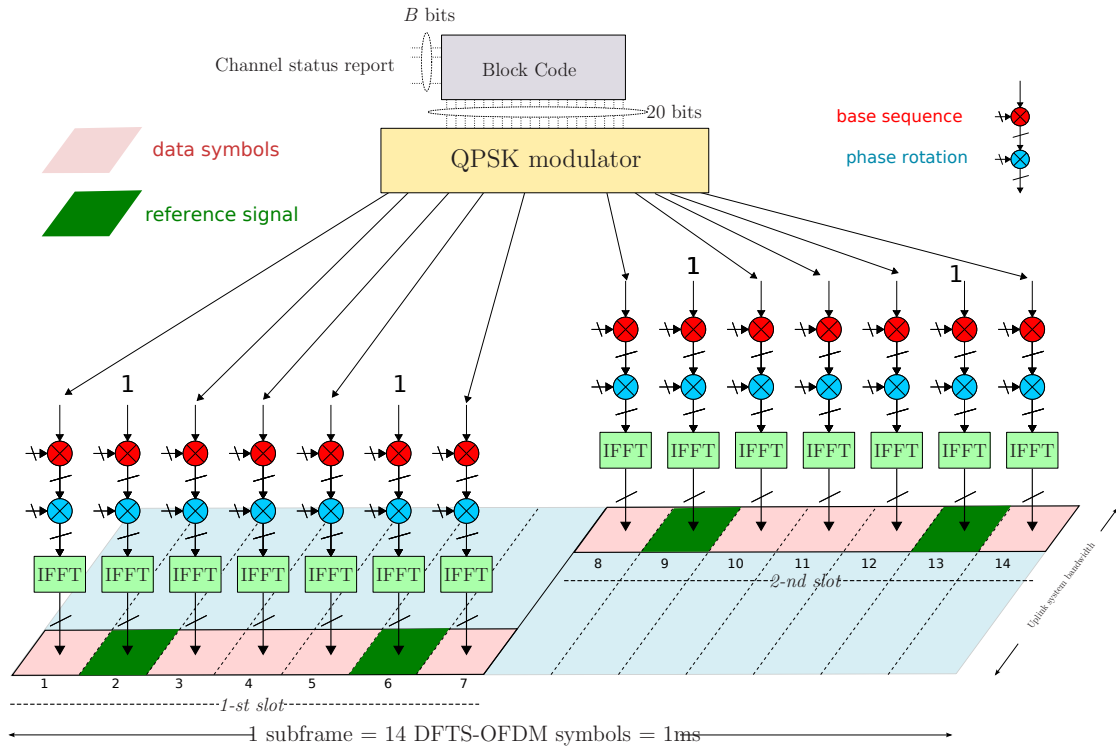 B bits
Channel status report
Block Code
20 bits
QPSK modulator
base sequence
phase rotation
data symbols
reference signal
1 1
1 1
IFFT IFFT IFFT IFFT IFFT IFFT IFFT
IFFT IFFT IFFT IFFT IFFT IFFT IFFT
8 9 10 11 12 13 14
2-nd slot
Uplink system bandwidth
1 2 3 4 5 6 7
1-st slot
1 subframe = 14 DFTS-OFDM symbols = 1ms